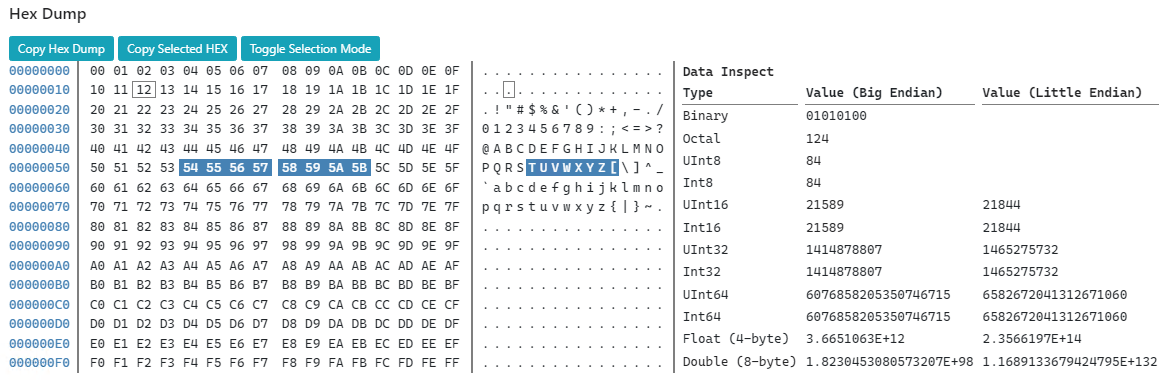 Hex Dump
Copy Hex Dump Copy Selected HEX Toggle Selection Mode
00000000 00 01 02 03 04 05 06 07 08 09 0A 0B 0C 0D 0E 0F ................
00000010 10 11 12 13 14 15 16 17 18 19 1A 1B 1C 1D 1E 1F ................
00000020 20 21 22 23 24 25 26 27 28 29 2A 2B 2C 2D 2E 2F .!"#$%&'()*+,-./
00000030 30 31 32 33 34 35 36 37 38 39 3A 3B 3C 3D 3E 3F 0123456789:;<=>?
00000040 40 41 42 43 44 45 46 47 48 49 4A 4B 4C 4D 4E 4F @ABCDEFGHIJKLMNO
00000050 50 51 52 53 54 55 56 57 58 59 5A 5B 5C 5D 5E 5F PQRSTUVWXYZ[\]^_
00000060 60 61 62 63 64 65 66 67 68 69 6A 6B 6C 6D 6E 6F `abcdefghijklmno
00000070 70 71 72 73 74 75 76 77 78 79 7A 7B 7C 7D 7E 7F pqrstuvwxyz{|}~.
00000080 80 81 82 83 84 85 86 87 88 89 8A 8B 8C 8D 8E 8F ................
00000090 90 91 92 93 94 95 96 97 98 99 9A 9B 9C 9D 9E 9F ................
000000A0 A0 A1 A2 A3 A4 A5 A6 A7 A8 A9 AA AB AC AD AE AF ................
000000B0 B0 B1 B2 B3 B4 B5 B6 B7 B8 B9 BA BB BC BD BE BF ................
000000C0 C0 C1 C2 C3 C4 C5 C6 C7 C8 C9 CA CB CC CD CE CF ................
000000D0 D0 D1 D2 D3 D4 D5 D6 D7 D8 D9 DA DB DC DD DE DF ................
000000E0 E0 E1 E2 E3 E4 E5 E6 E7 E8 E9 EA EB EC ED EE EF ................
000000F0 F0 F1 F2 F3 F4 F5 F6 F7 F8 F9 FA FB FC FD FE FF ................
Data Inspect
Type Value (Big Endian) Value (Little Endian)
Binary 01010100
Octal 124
UInt8 84
Int8 84
UInt16 21589 21844
Int16 21589 21844
UInt32 1414878807 1465275732
Int32 1414878807 1465275732
UInt64 6076858205350746715 6582672041312671060
Int64 6076858205350746715 6582672041312671060
Float (4-byte) 3.6651063E+12 2.3566197E+14
Double (8-byte) 1.8230453080573207E+98 1.1689133679424795E+132